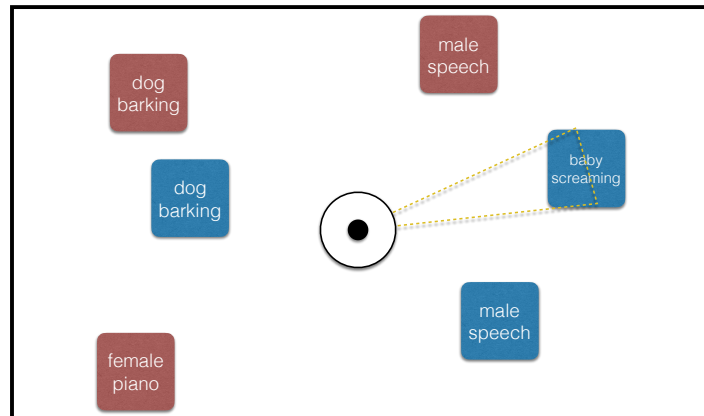 male
speech
dog
barking
baby
screaming
dog
barking
male
speech
female
piano